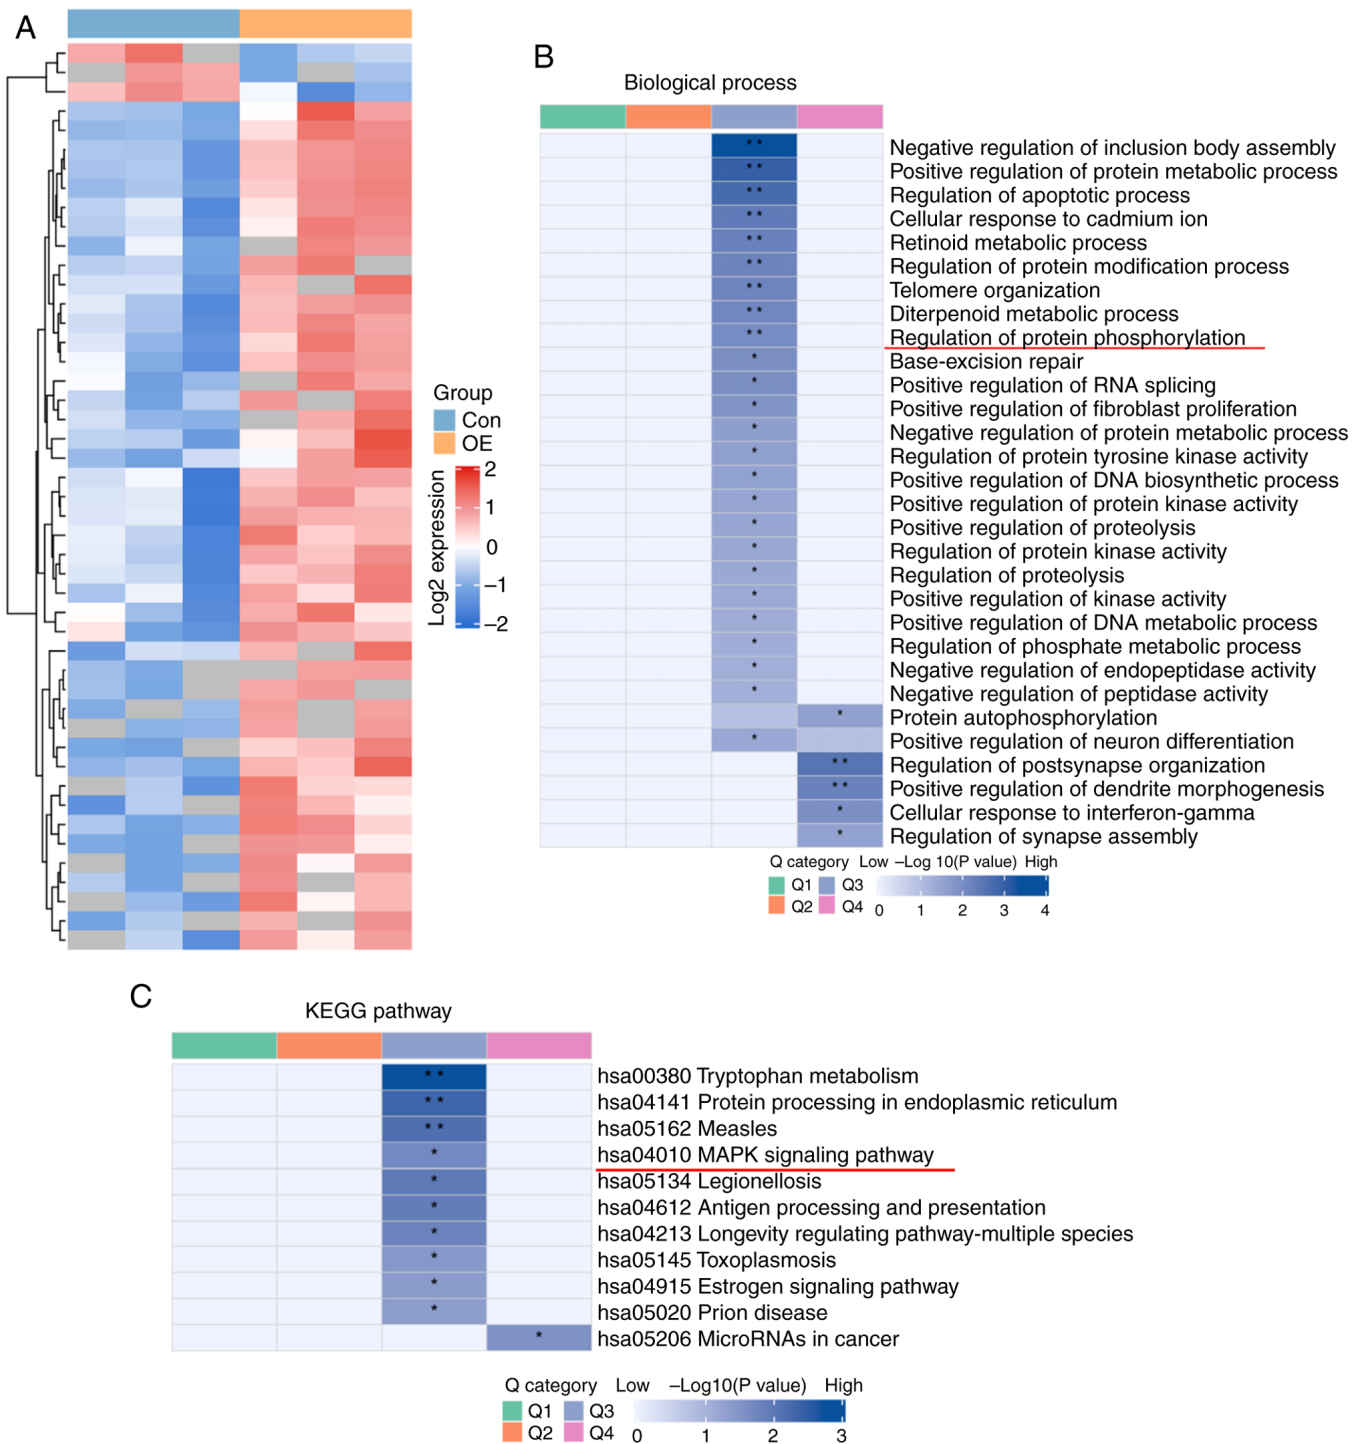 A
Group
Con
OE
Log2 expression
2
1
0
−1
−2
B
Biological process
** Negative regulation of inclusion body assembly
** Positive regulation of protein metabolic process
** Regulation of apoptotic process
** Cellular response to cadmium ion
** Retinoid metabolic process
** Regulation of protein modification process
** Telomere organization
** Diterpenoid metabolic process
** Regulation of protein phosphorylation
* Base-excision repair
* Positive regulation of RNA splicing
* Positive regulation of fibroblast proliferation
* Negative regulation of protein metabolic process
* Regulation of protein tyrosine kinase activity
* Positive regulation of DNA biosynthetic process
* Positive regulation of protein kinase activity
* Positive regulation of proteolysis
* Regulation of protein kinase activity
* Regulation of proteolysis
* Positive regulation of kinase activity
* Positive regulation of DNA metabolic process
* Regulation of phosphate metabolic process
* Negative regulation of endopeptidase activity
* Negative regulation of peptidase activity
* Protein autophosphorylation
* Positive regulation of neuron differentiation
** Regulation of postsynapse organization
** Positive regulation of dendrite morphogenesis
* Cellular response to interferon-gamma
* Regulation of synapse assembly
Q category Low −Log 10(P value) High
Q1 Q3
Q2 Q4 0 1 2 3 4
C
KEGG pathway
** hsa00380 Tryptophan metabolism
** hsa04141 Protein processing in endoplasmic reticulum
** hsa05162 Measles
* hsa04010 MAPK signaling pathway
* hsa05134 Legionellosis
* hsa04612 Antigen processing and presentation
* hsa04213 Longevity regulating pathway-multiple species
* hsa05145 Toxoplasmosis
* hsa04915 Estrogen signaling pathway
* hsa05020 Prion disease
* hsa05206 MicroRNAs in cancer
Q category Low −Log10(P value) High
Q1 Q3
Q2 Q4 0 1 2 3